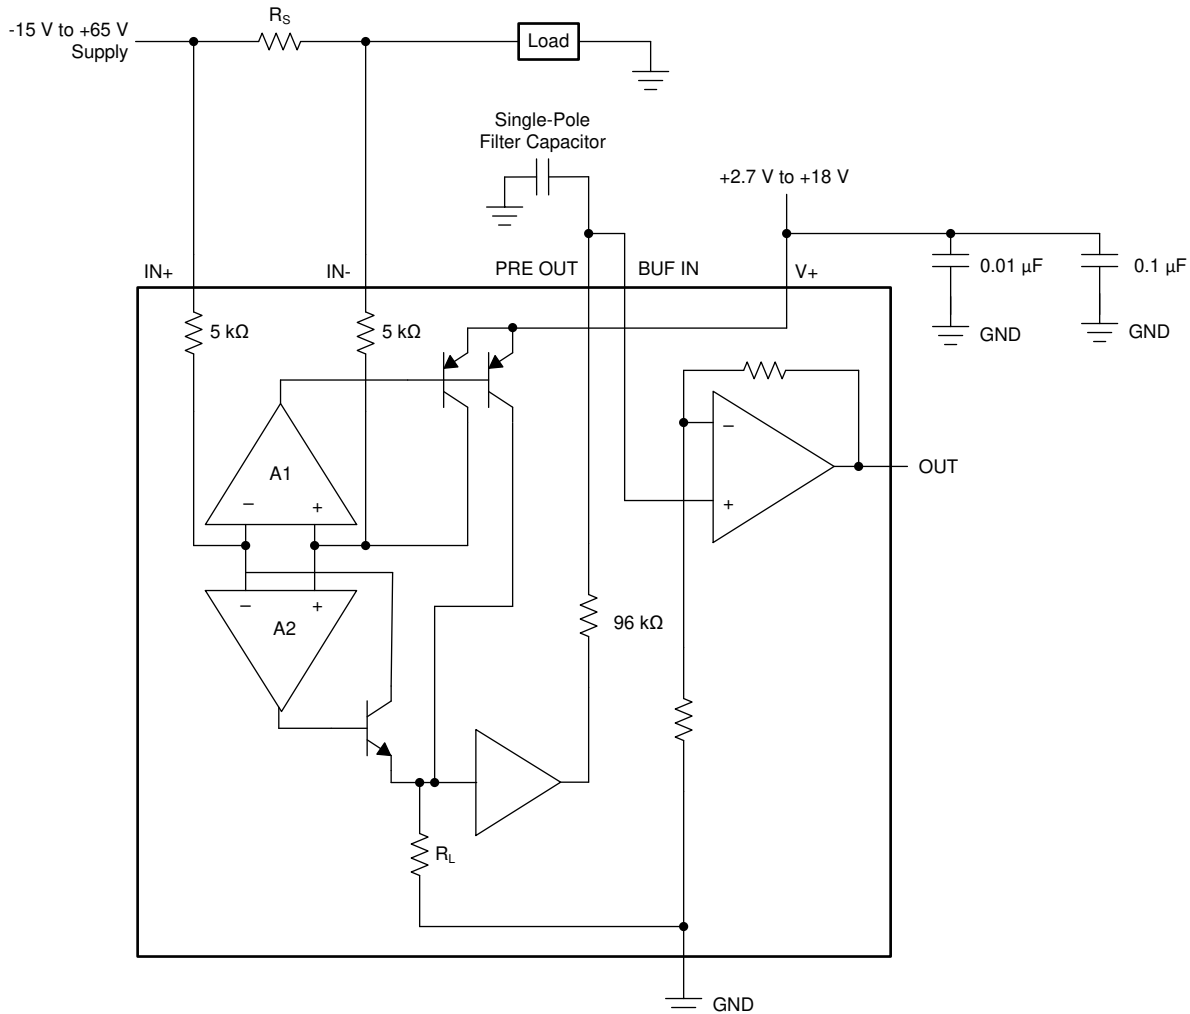 R_S
-15 V to +65 V
Supply
Load
Single-Pole
Filter Capacitor
+2.7 V to +18 V
IN+
IN-
PRE OUT
BUF IN
V+
0.01 µF
0.1 µF
GND
GND
5 kΩ
5 kΩ
A1
−
+
−
+
OUT
−
+
A2
96 kΩ
R_L
GND